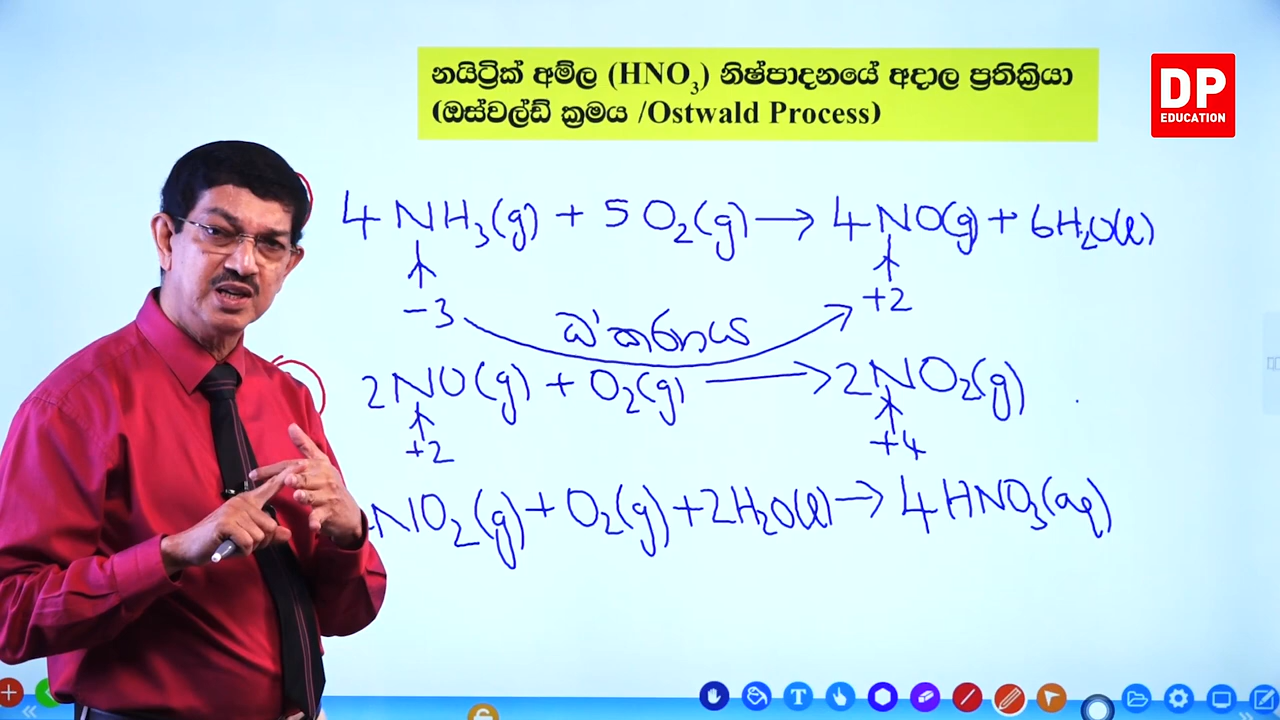 නයිට්‍රික් අම්ල (HNO₃) නිෂ්පාදනයේ අදාල ප්‍රතික්‍රියා
(ඔස්වල්ඩ් ක්‍රමය /Ostwald Process)
DP
EDUCATION
4NH₃(g) + 5O₂(g) → 4NO(g) + 6H₂O(l)
-3
+2
ඔ'කරණය
2NO(g) + O₂(g) → 2NO₂(g)
+2
+4
NO₂(g) + O₂(g) + 2H₂O(l) → 4HNO₃(aq)